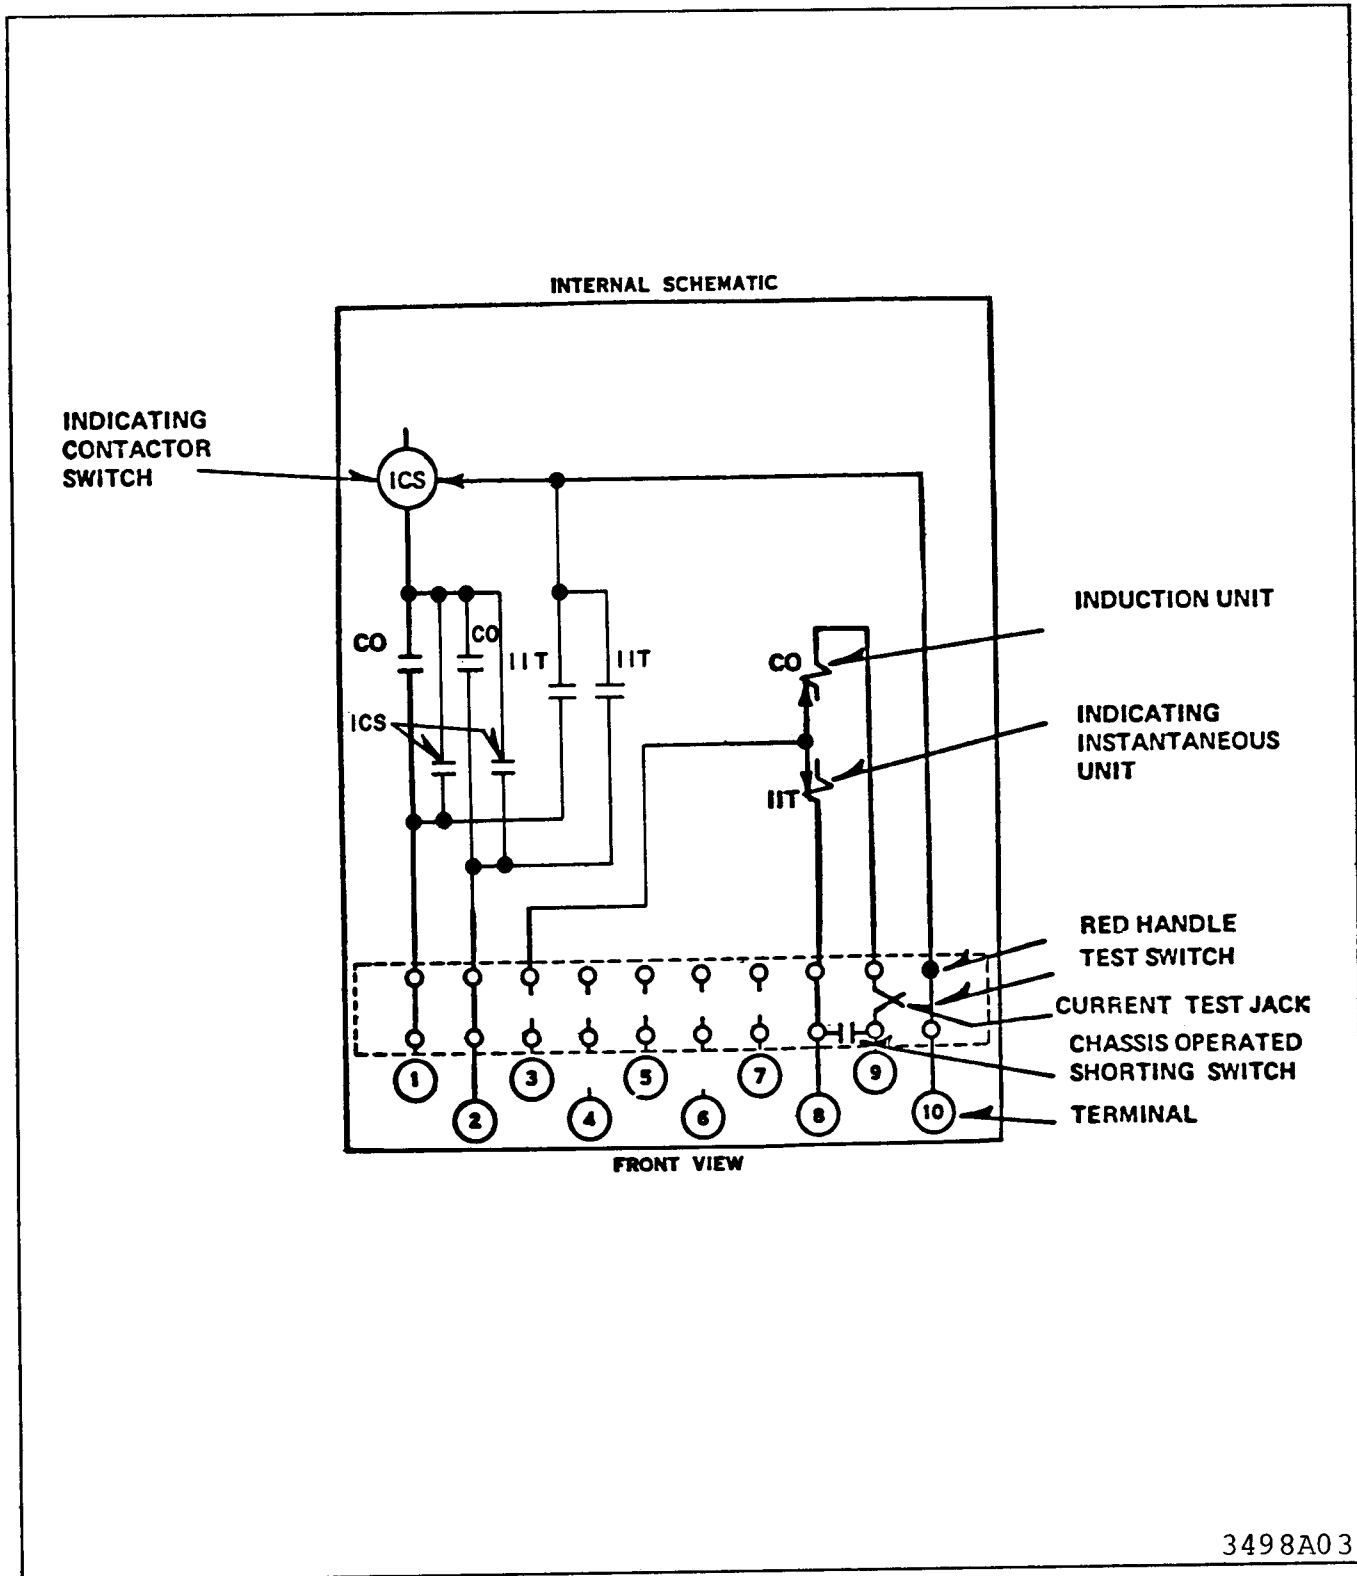 INTERNAL SCHEMATIC
INDICATING
CONTACTOR
SWITCH
ICS
CO
CO
IIT
IIT
ICS
CO
IIT
INDUCTION UNIT
INDICATING
INSTANTANEOUS
UNIT
RED HANDLE
TEST SWITCH
CURRENT TEST JACK
CHASSIS OPERATED
SHORTING SWITCH
TERMINAL
1
3
5
7
9
2
4
6
8
10
FRONT VIEW
3498A03